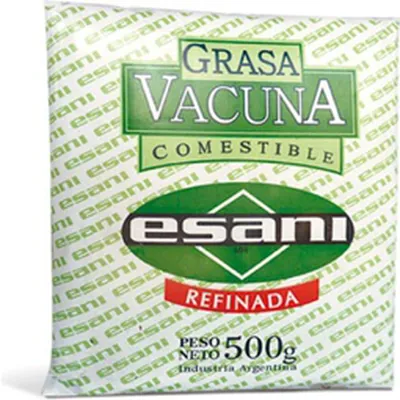 GRASA
VACUNA
COMESTIBLE
esani
REFINADA
PESO
NETO 500g
Industria Argentina